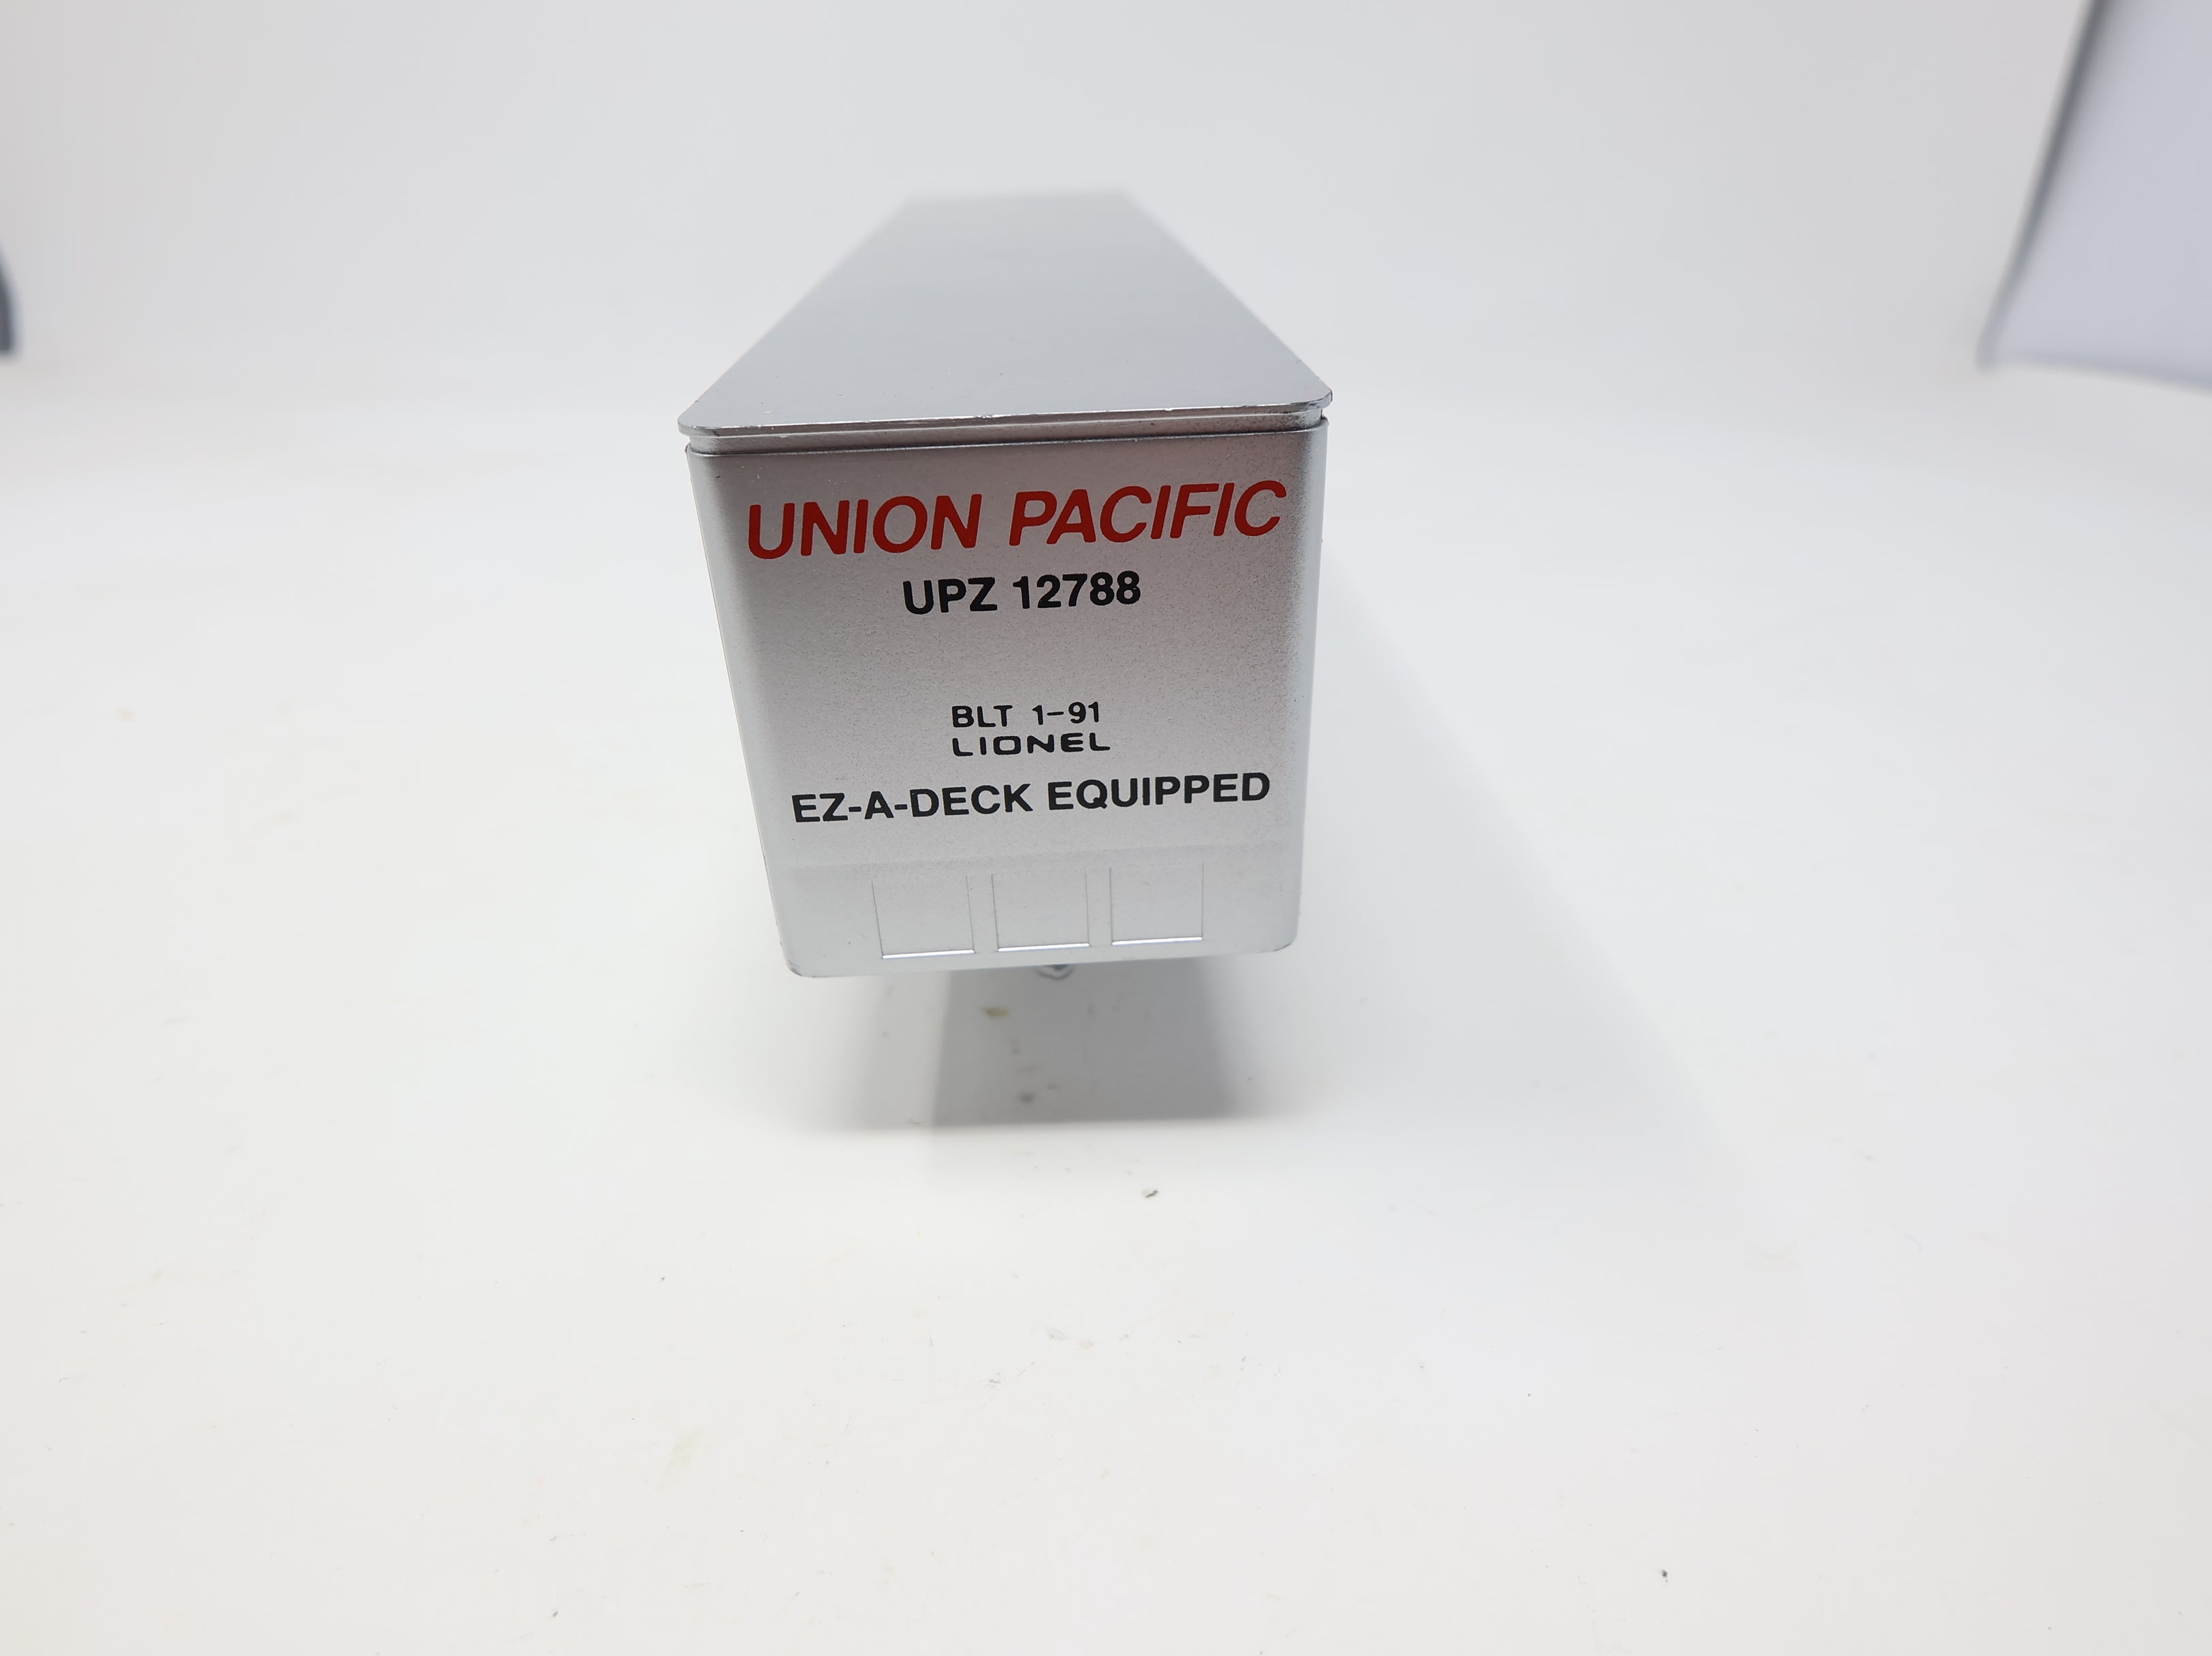 UNION PACIFIC
UPZ 12788
BLT 1-91
LIONEL
EZ-A-DECK EQUIPPED